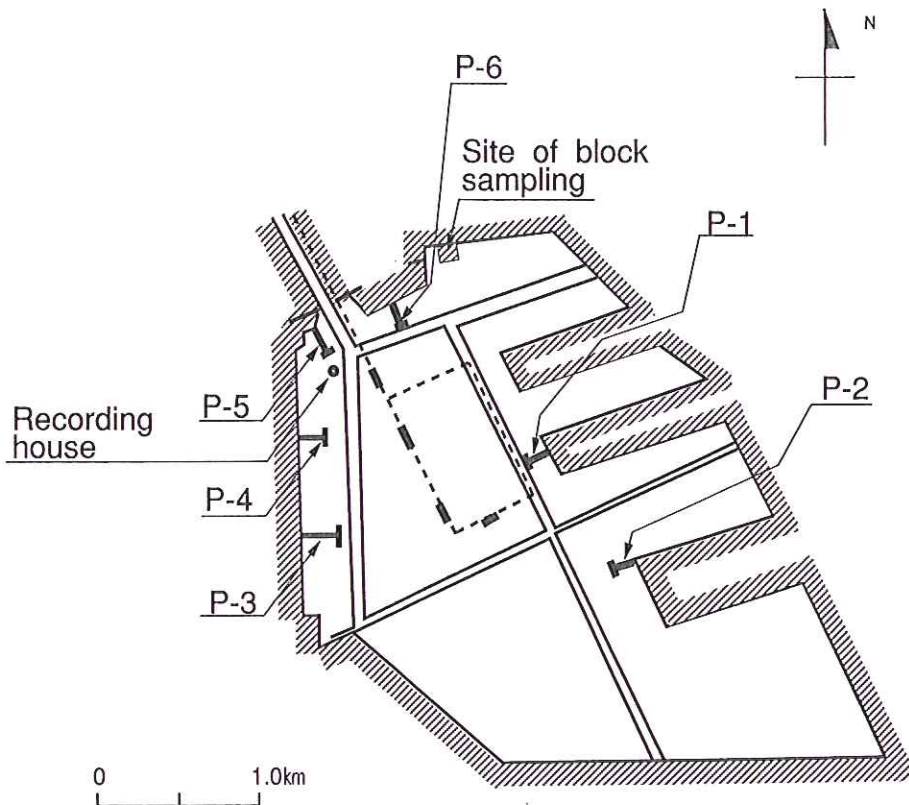 N
P-6
Site of block
sampling
P-1
P-2
P-5
Recording
house
P-4
P-3
0 1.0km